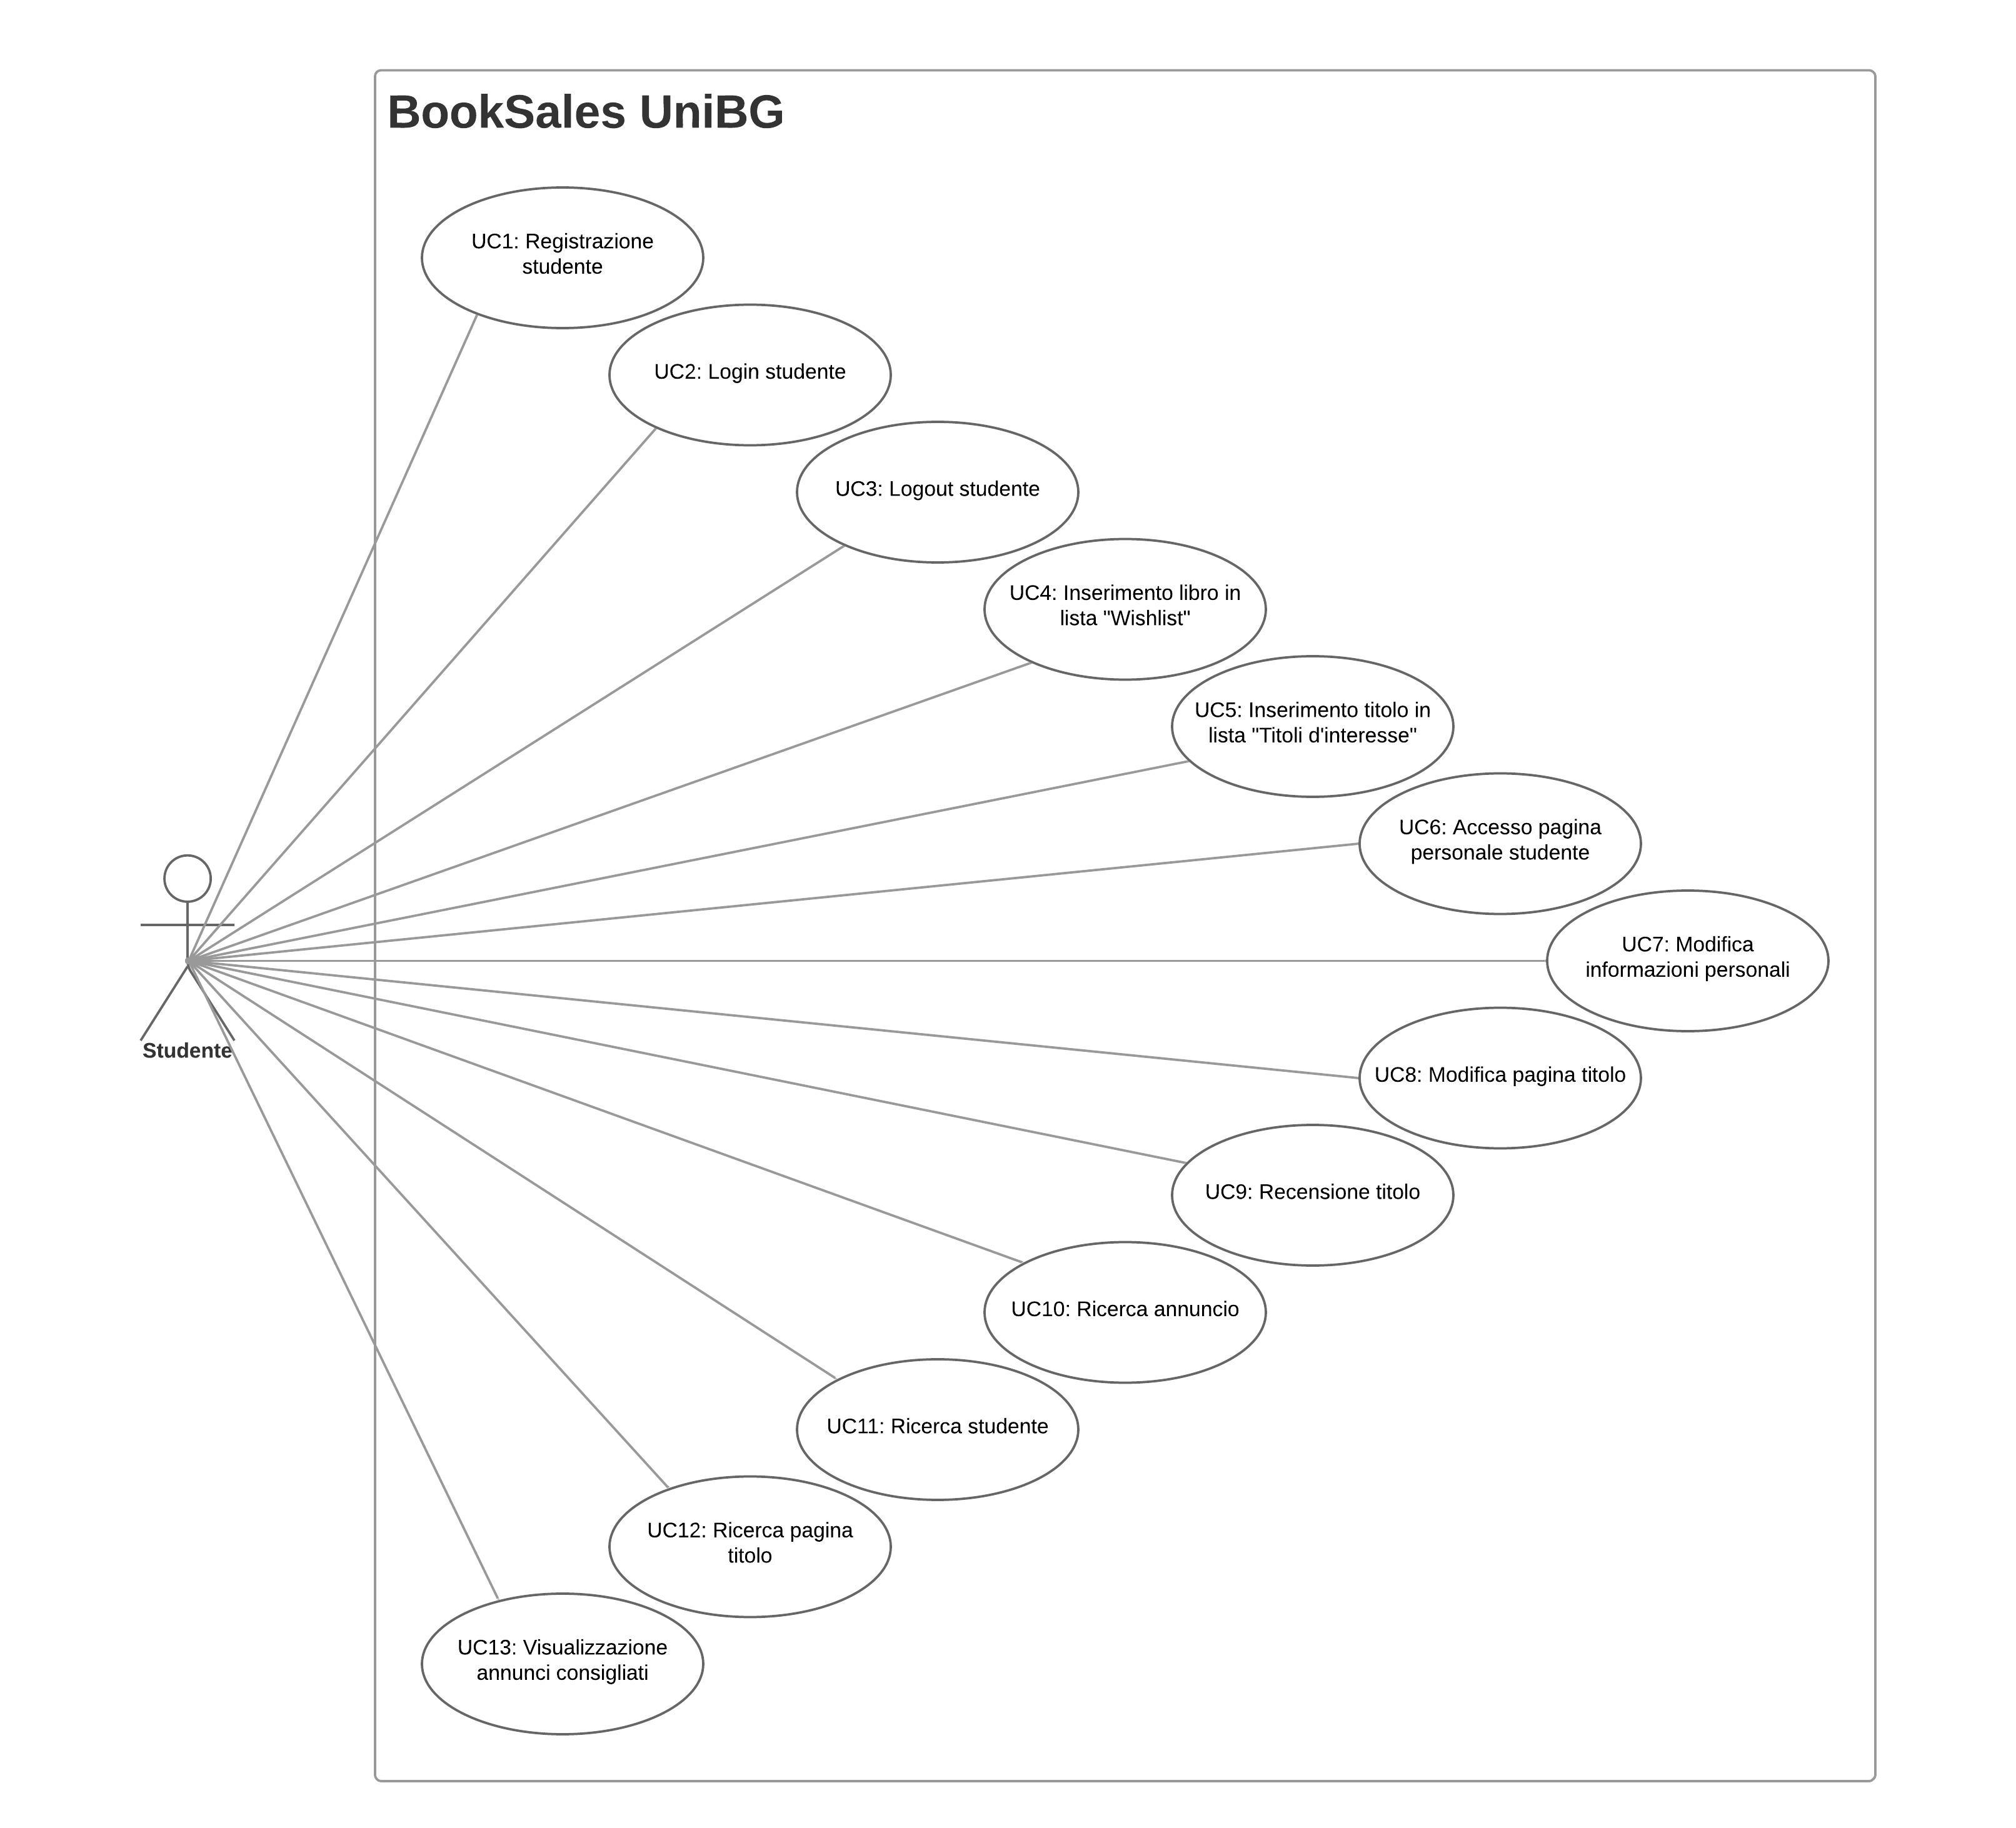 BookSales UniBG
UC1: Registrazione
studente
UC2: Login studente
UC3: Logout studente
UC4: Inserimento libro in
lista "Wishlist"
UC5: Inserimento titolo in
lista "Titoli d'interesse"
UC6: Accesso pagina
personale studente
UC7: Modifica
informazioni personali
Studente
UC8: Modifica pagina titolo
UC9: Recensione titolo
UC10: Ricerca annuncio
UC11: Ricerca studente
UC12: Ricerca pagina
titolo
UC13: Visualizzazione
annunci consigliati